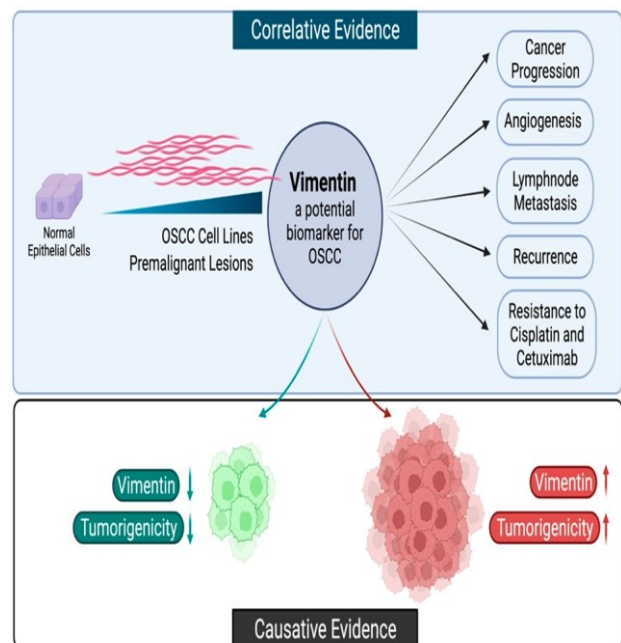 Correlative Evidence
Normal
Epithelial Cells
OSCC Cell Lines
Premalignant Lesions
Vimentin
a potential
biomarker for
OSCC
Cancer
Progression
Angiogenesis
Lymphnode
Metastasis
Recurrence
Resistance to
Cisplatin and
Cetuximab
Vimentin
Tumorigenicity
Vimentin
Tumorigenicity
Causative Evidence